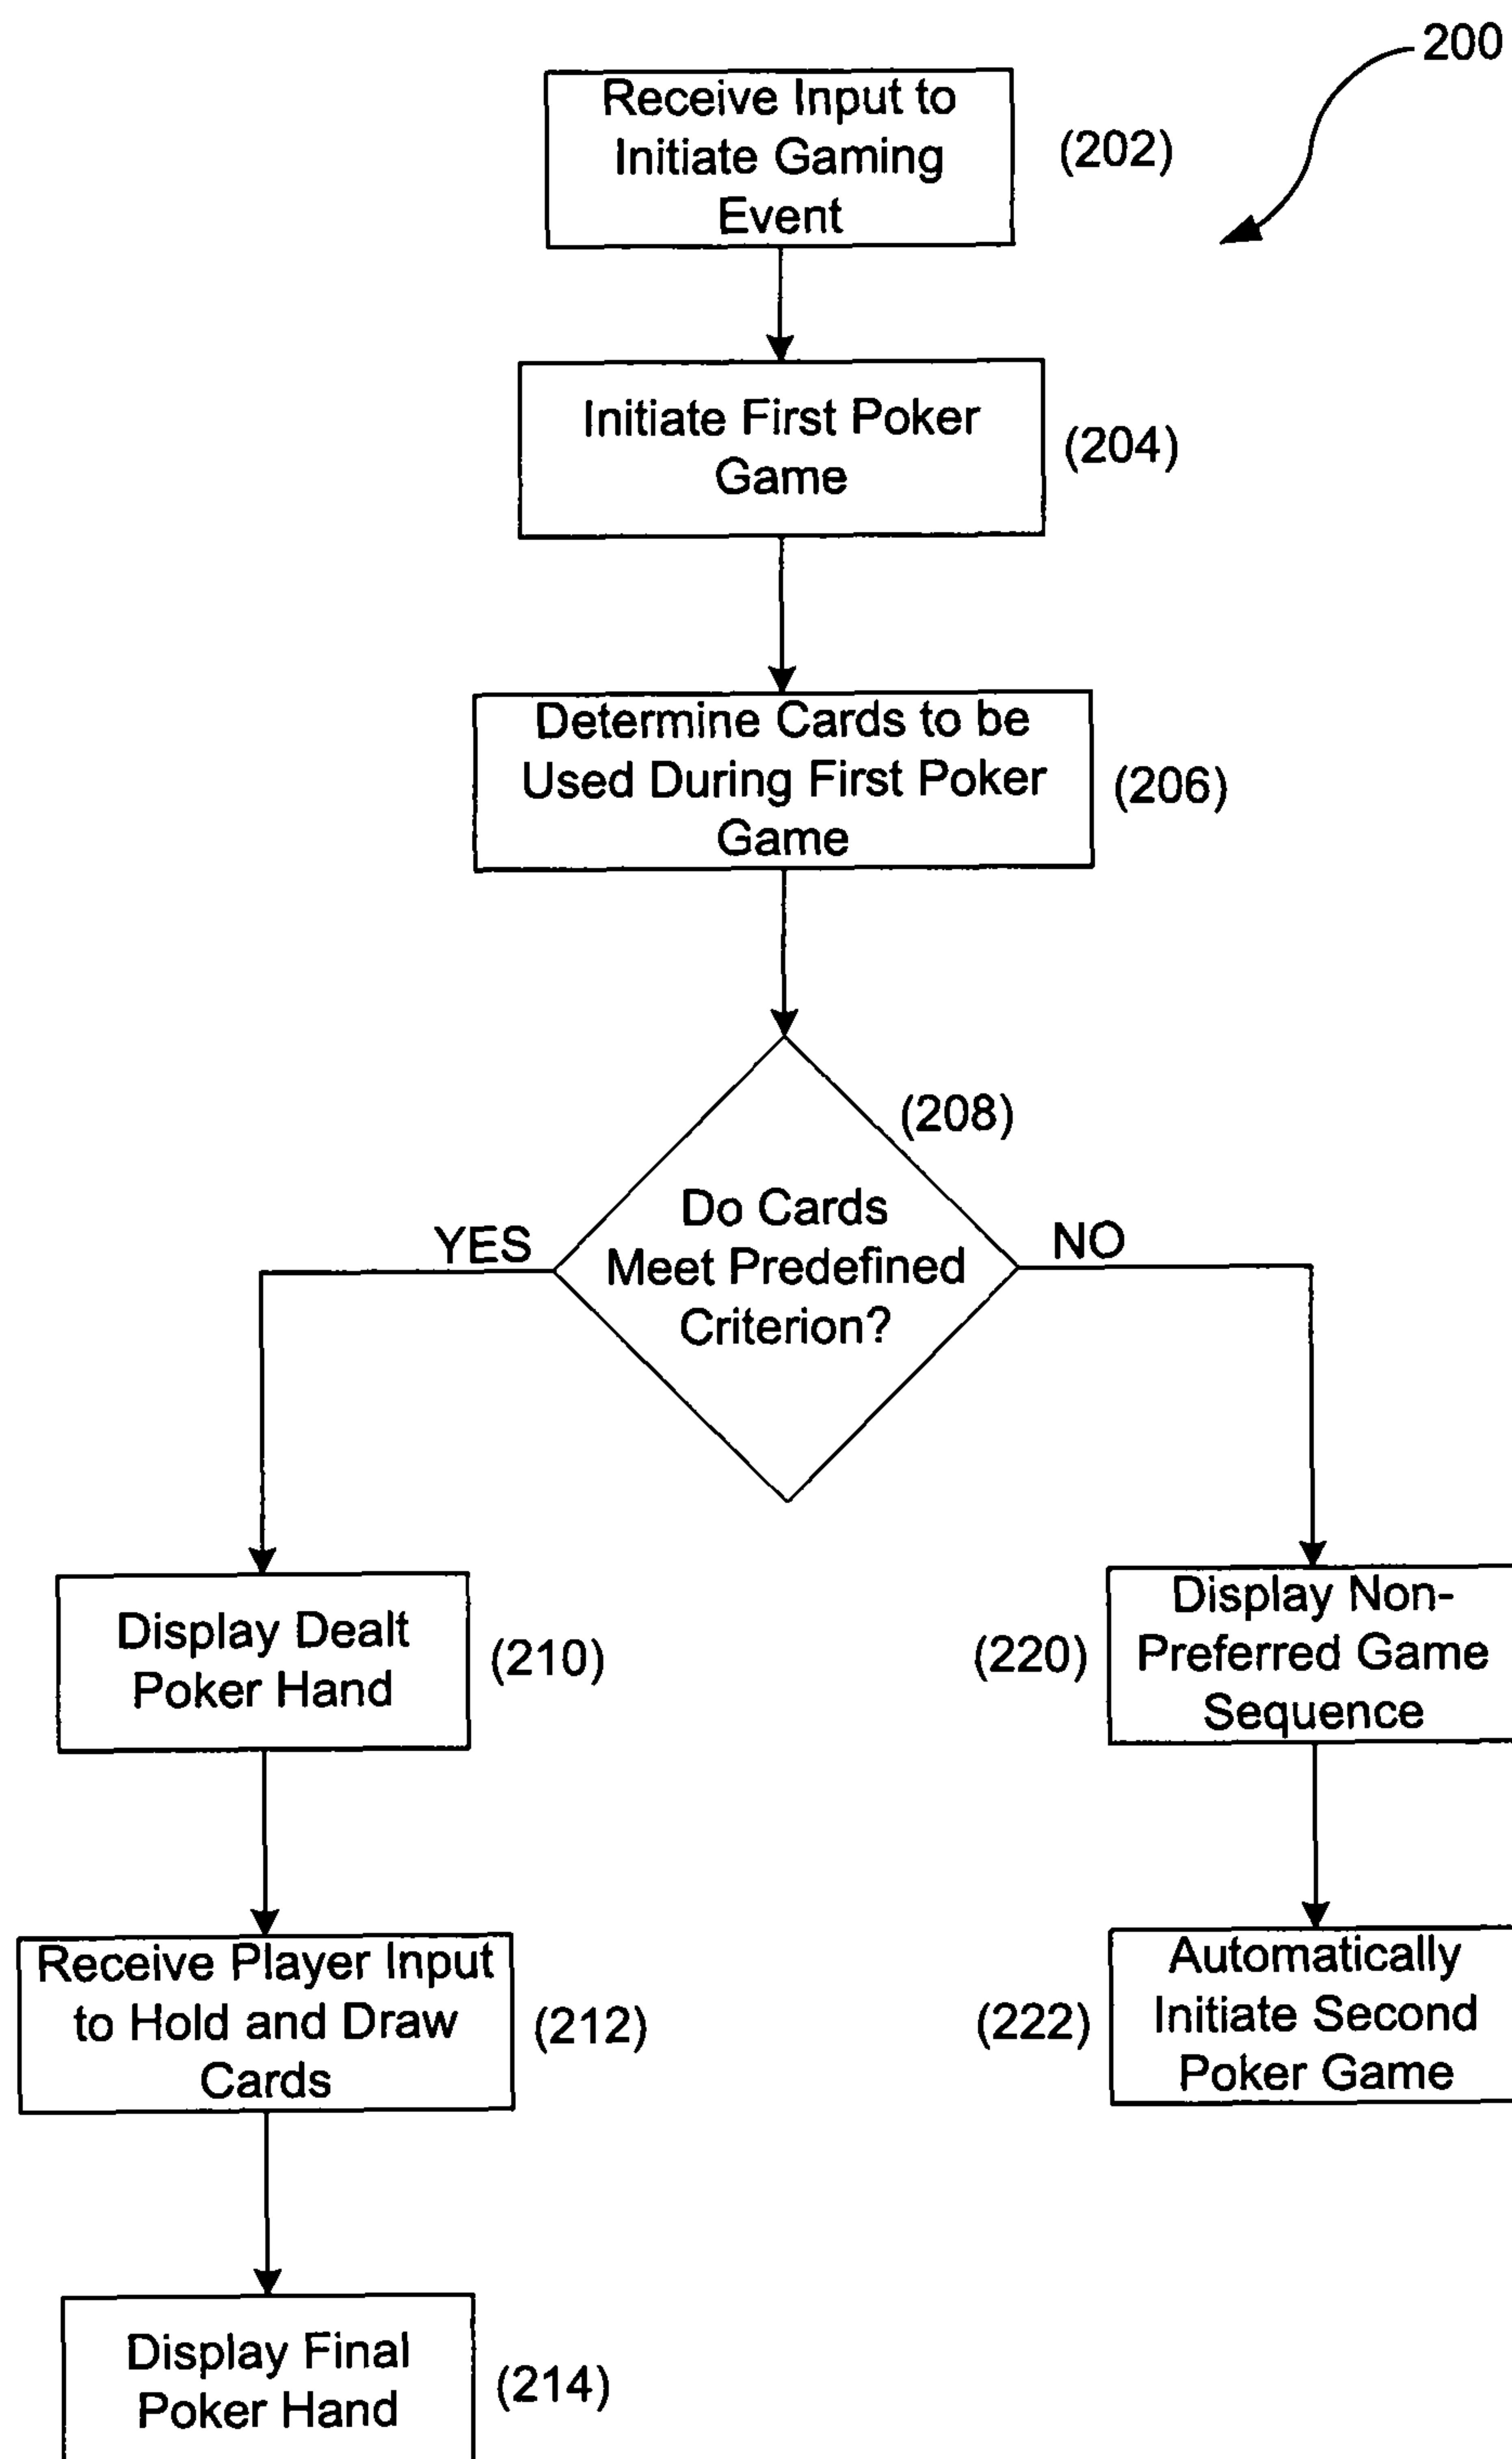 200
Receive Input to
Initiate Gaming
Event
(202)
Initiate First Poker
Game
(204)
Determine Cards to be
Used During First Poker
Game
(206)
(208)
Do Cards
Meet Predefined
Criterion?
YES
NO
Display Dealt
Poker Hand
(210)
(220)
Display Non-
Preferred Game
Sequence
Receive Player Input
to Hold and Draw
Cards
(212)
(222)
Automatically
Initiate Second
Poker Game
Display Final
Poker Hand
(214)